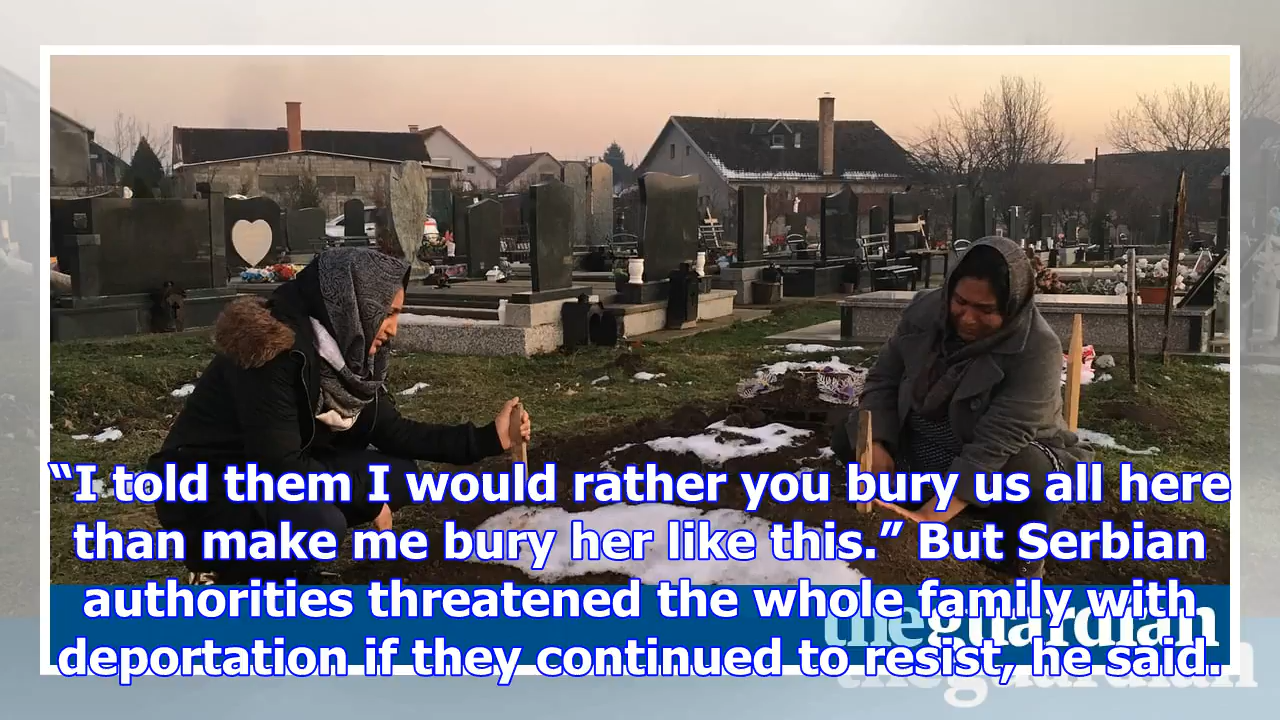 “I told them I would rather you bury us all here
than make me bury her like this.” But Serbian
authorities threatened the whole family with
deportation if they continued to resist, he said.
theguardian
theguardian